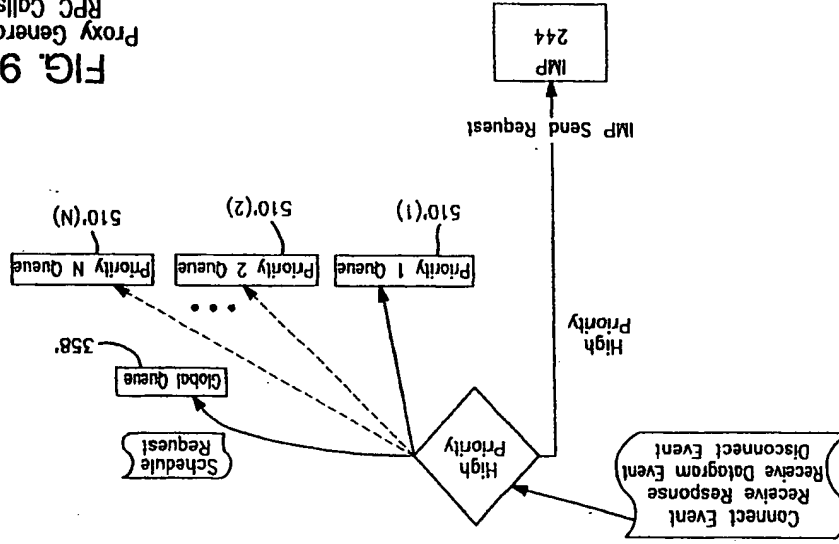 Connect Event
Receive Response
Receive Datagram Event
Disconnect Event
High
Priority
Schedule
Request
Global Queue
358'
High
Priority
Priority 1 Queue
Priority 2 Queue
Priority N Queue
510'(1)
510'(2)
510'(N)
IMP Send Request
IMP
244
FIG. 9
Proxy Genera
RPC Calls